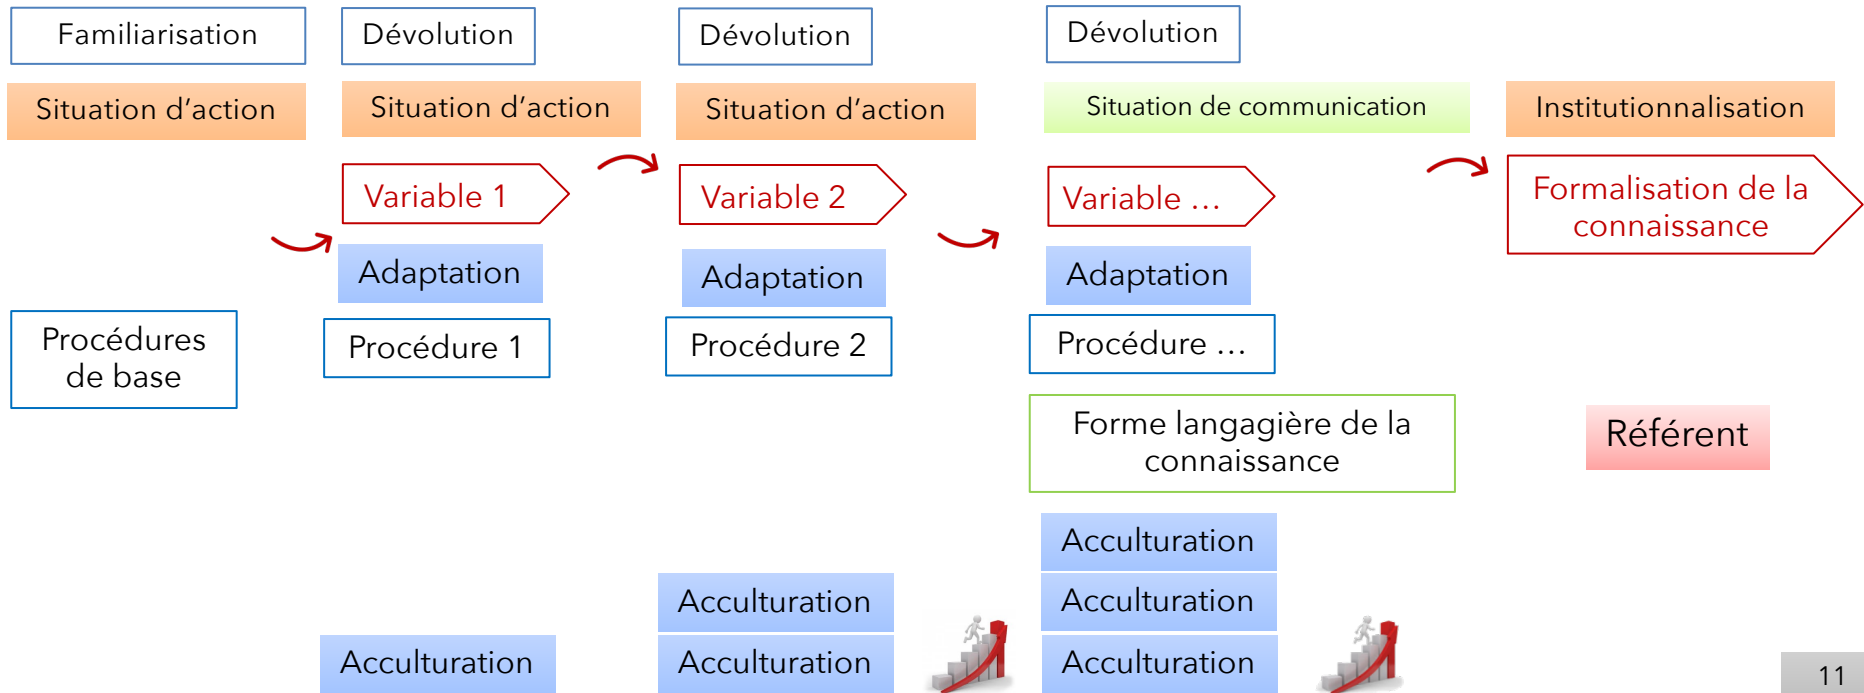 Familiarisation
Dévolution
Dévolution
Dévolution
Situation d’action
Situation d’action
Situation d’action
Situation de communication
Institutionnalisation
Variable 1
Variable 2
Variable …
Formalisation de la
connaissance
Adaptation
Adaptation
Adaptation
Procédures
de base
Procédure 1
Procédure 2
Procédure …
Forme langagière de la
connaissance
Référent
Acculturation
Acculturation
Acculturation
Acculturation
Acculturation
Acculturation
11